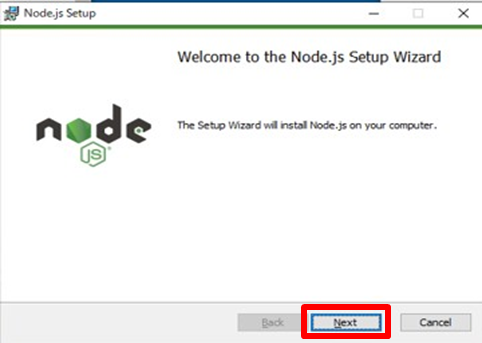 Node.js Setup
Welcome to the Node.js Setup Wizard
node
JS
The Setup Wizard will install Node.js on your computer.
Back
Next
Cancel